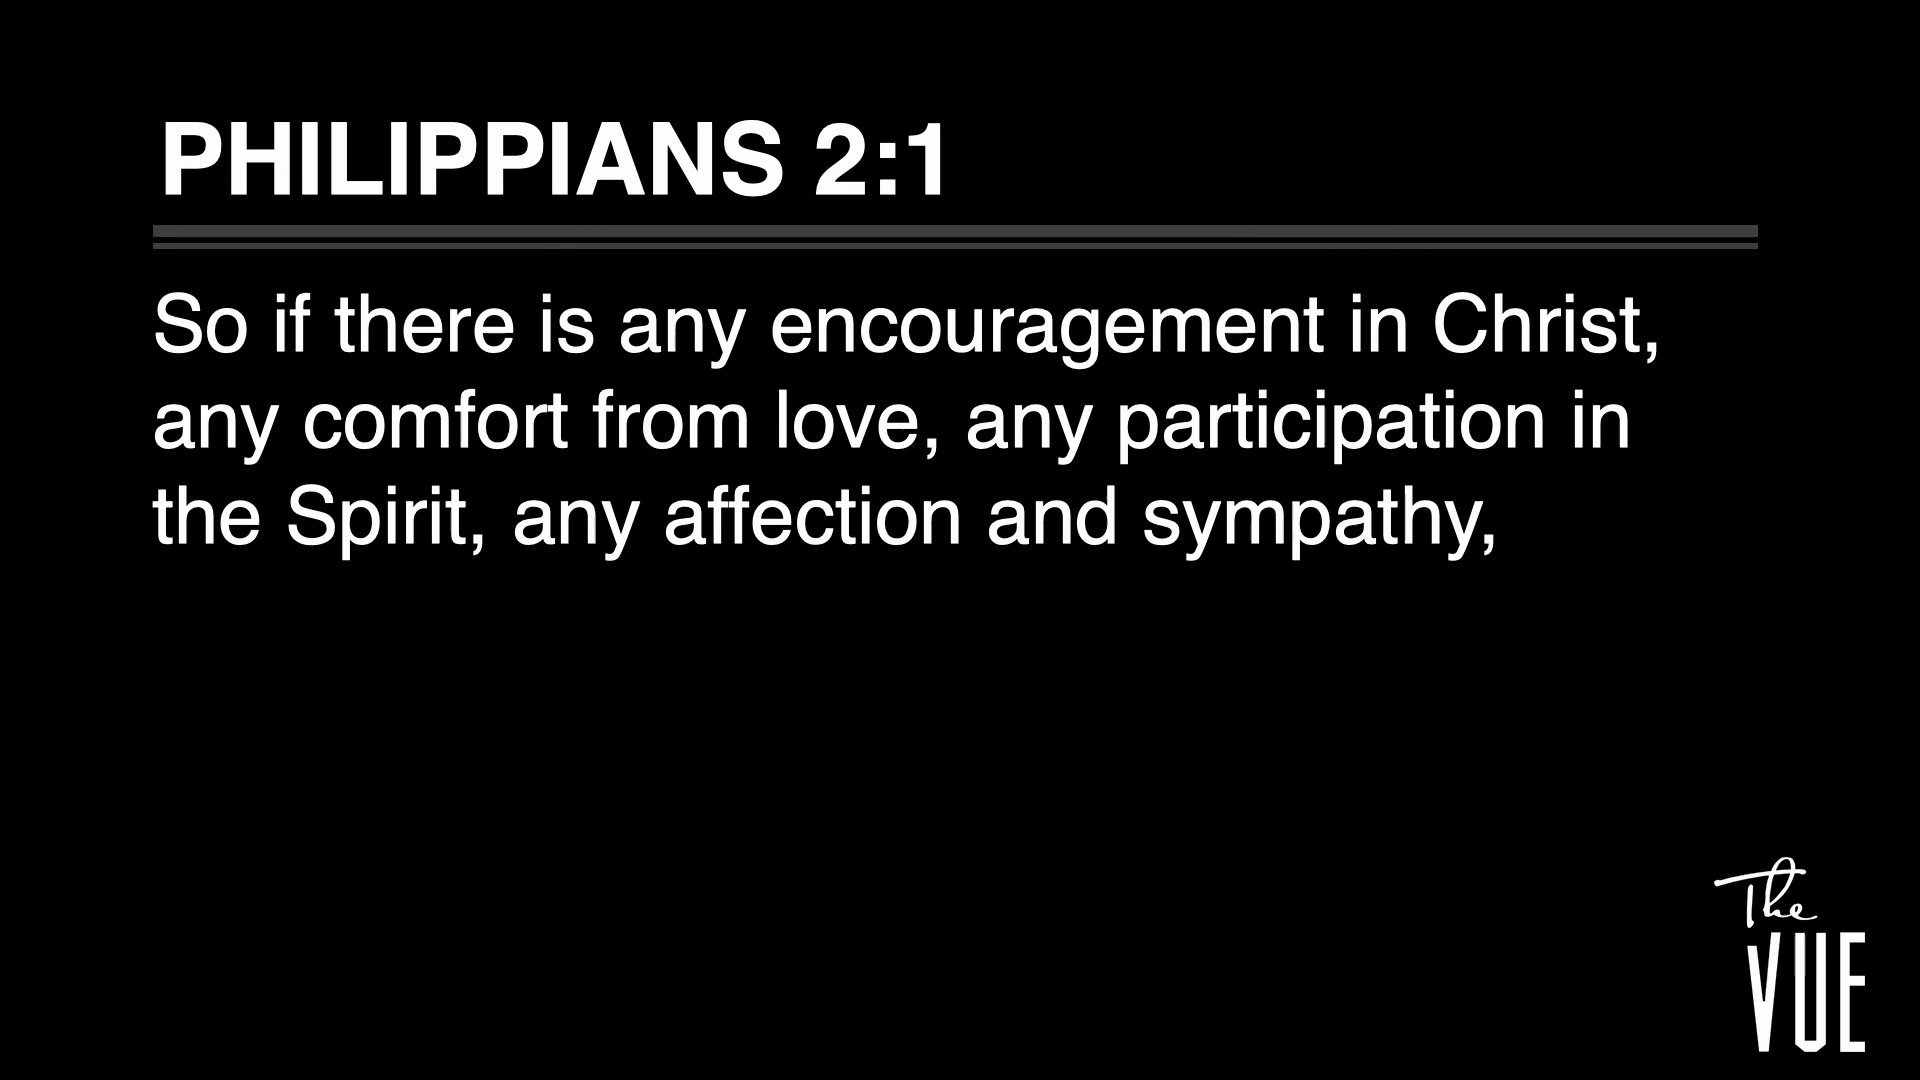 PHILIPPIANS 2:1
So if there is any encouragement in Christ,
any comfort from love, any participation in
the Spirit, any affection and sympathy,
The
VUE